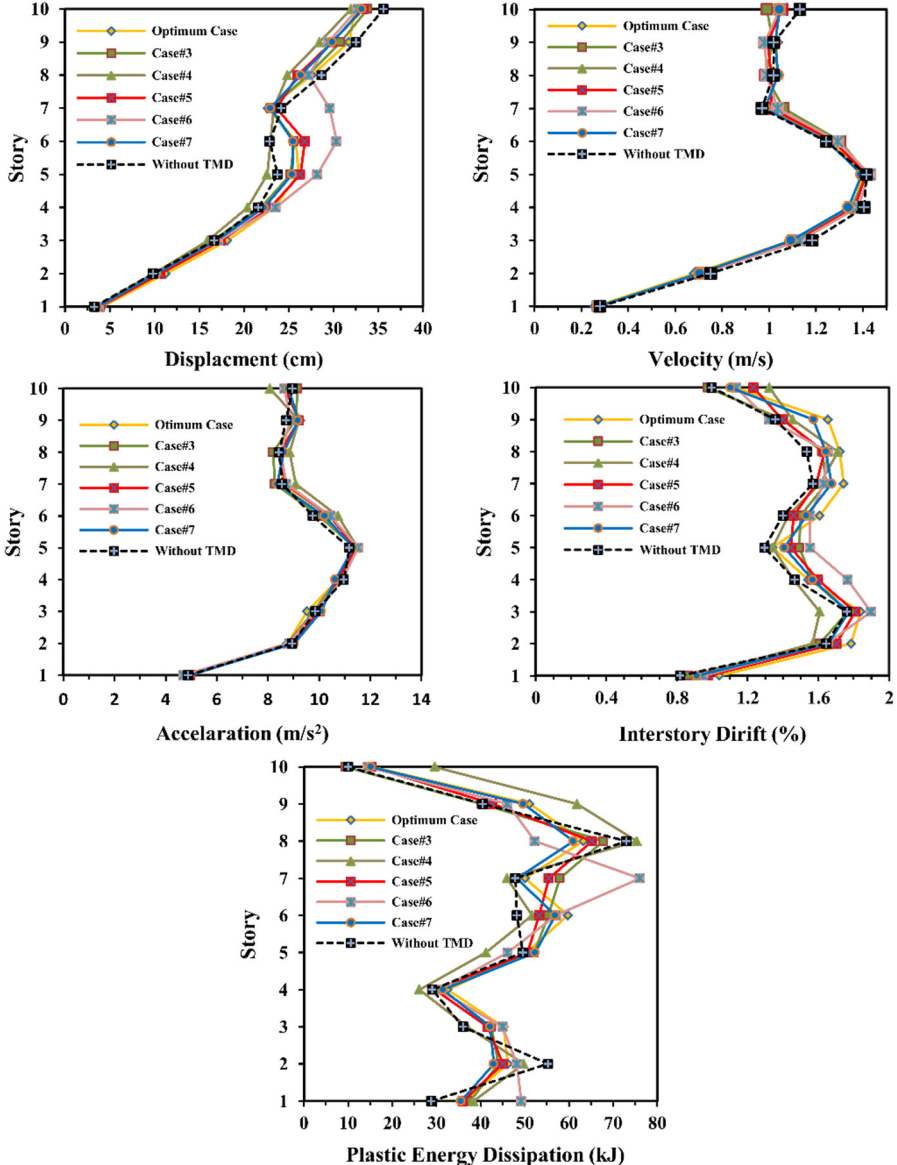 10
9
8
7
6
5
4
3
2
1
Story
Optimum Case
Case#3
Case#4
Case#5
Case#6
Case#7
Without TMD
0 5 10 15 20 25 30 35 40
Displacment (cm)
10
9
8
7
6
5
4
3
2
1
Story
Optimum Case
Case#3
Case#4
Case#5
Case#6
Case#7
Without TMD
0 0.2 0.4 0.6 0.8 1 1.2 1.4
Velocity (m/s)
10
9
8
7
6
5
4
3
2
1
Story
Otimum Case
Case#3
Case#4
Case#5
Case#6
Case#7
Without TMD
0 2 4 6 8 10 12 14
Accelaration (m/s²)
10
9
8
7
6
5
4
3
2
1
Story
Optimum Case
Case#3
Case#4
Case#5
Case#6
Case#7
Without TMD
0 0.4 0.8 1.2 1.6 2
Interstory Dirift (%)
10
9
8
7
6
5
4
3
2
1
Story
Optimum Case
Case#3
Case#4
Case#5
Case#6
Case#7
Without TMD
0 10 20 30 40 50 60 70 80
Plastic Energy Dissipation (kJ)